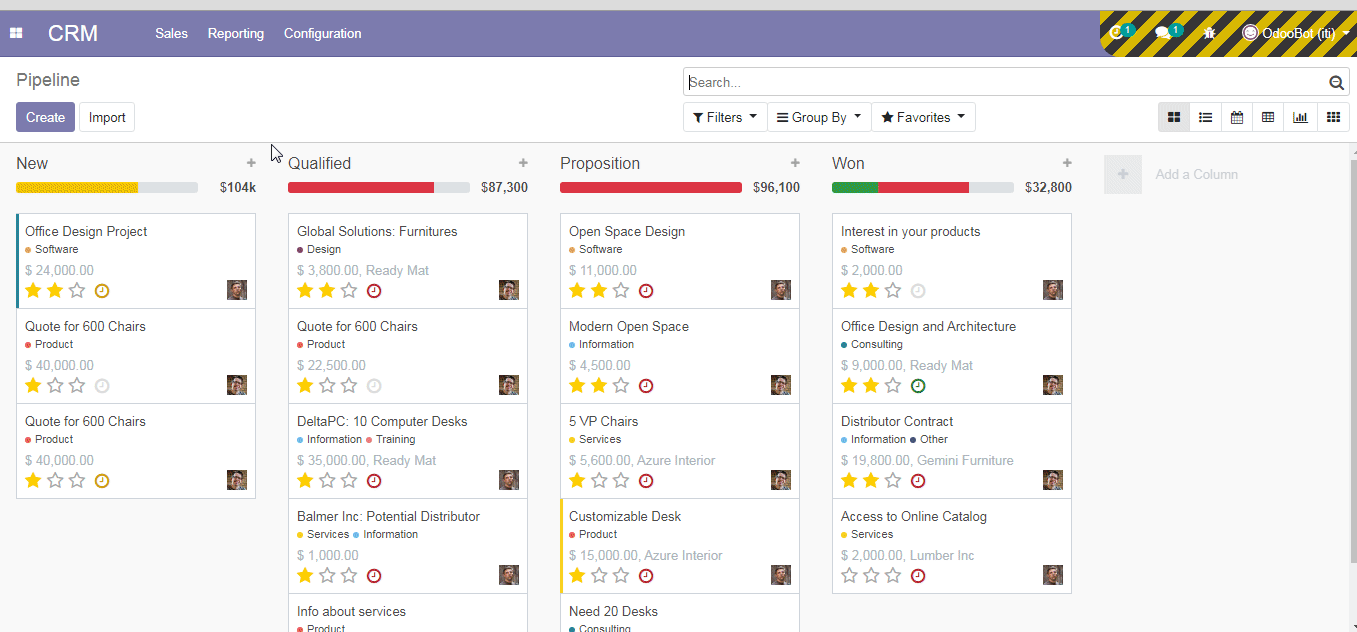 CRM Sales Reporting Configuration 1 1 OdooBot (iti)
Pipeline
Search...
Create Import
Filters Group By Favorites
New +
$104k
Office Design Project
Software
$ 24,000.00
Quote for 600 Chairs
Product
$ 40,000.00
Quote for 600 Chairs
Product
$ 40,000.00
Qualified +
$87,300
Global Solutions: Furnitures
Design
$ 3,800.00, Ready Mat
Quote for 600 Chairs
Product
$ 22,500.00
DeltaPC: 10 Computer Desks
Information Training
$ 35,000.00, Ready Mat
Balmer Inc: Potential Distributor
Services Information
$ 1,000.00
Info about services
Product
Proposition +
$96,100
Open Space Design
Software
$ 11,000.00
Modern Open Space
Information
$ 4,500.00
5 VP Chairs
Services
$ 5,600.00, Azure Interior
Customizable Desk
Product
$ 15,000.00, Azure Interior
Need 20 Desks
Consulting
Won +
$32,800
Interest in your products
Software
$ 2,000.00
Office Design and Architecture
Consulting
$ 9,000.00, Ready Mat
Distributor Contract
Information Other
$ 19,800.00, Gemini Furniture
Access to Online Catalog
Services
$ 2,000.00, Lumber Inc
+ Add a Column